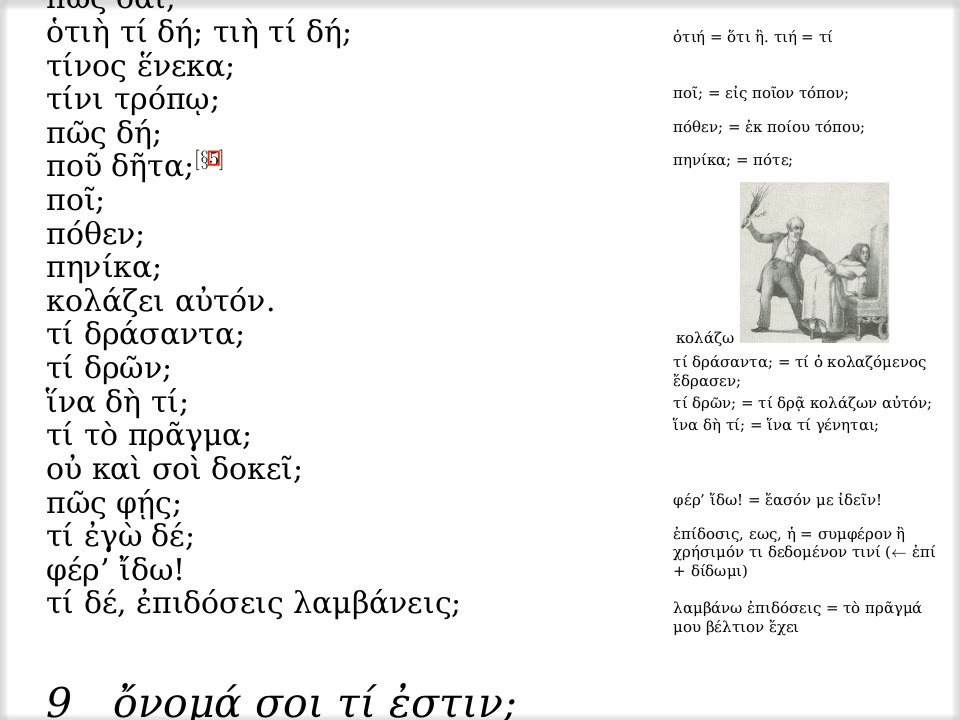 πῶς δαί;
ὁτιὴ τί δή; τιὴ τί δή;
τίνος ἕνεκα;
τίνι τρόπῳ;
πῶς δή;
ποῦ δῆτα;[§5]
ποῖ;
πόθεν;
πηνίκα;
κολάζει αὐτόν.
τί δράσαντα;
τί δρῶν;
ἵνα δὴ τί;
τί τὸ πρᾶγμα;
οὐ καὶ σοὶ δοκεῖ;
πῶς φῄς;
τί ἐγὼ δέ;
φέρ’ ἴδω!
τί δέ, ἐπιδόσεις λαμβάνεις;
ὁτιή = ὅτι ἢ. τιή = τί
ποῖ; = εἰς ποῖον τόπον;
πόθεν; = ἐκ ποίου τόπου;
πηνίκα; = πότε;
κολάζω
τί δράσαντα; = τί ὁ κολαζόμενος
ἔδρασεν;
τί δρῶν; = τί δρᾷ κολάζων αὐτόν;
ἵνα δὴ τί; = ἵνα τί γένηται;
φέρ’ ἴδω! = ἔασόν με ἰδεῖν!
ἐπίδοσις, εως, ἡ = συμφέρον ἢ
χρήσιμόν τι δεδομένον τινί (← ἐπί
+ δίδωμι)
λαμβάνω ἐπιδόσεις = τὸ πρᾶγμά
μου βέλτιον ἔχει
9 ὄνομά σοι τί ἐστιν;